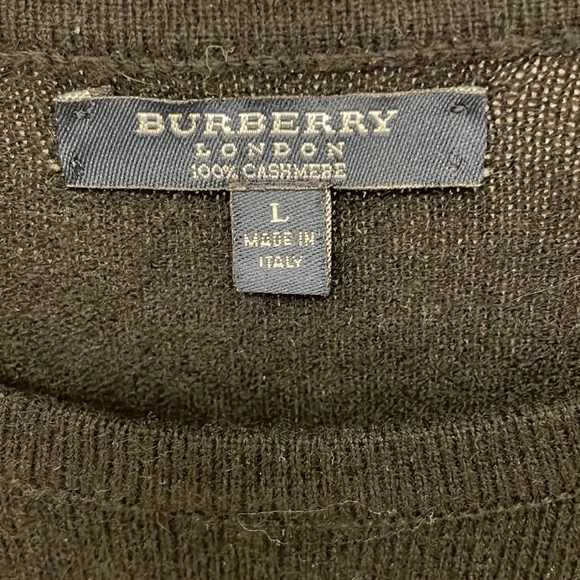 BURBERRY
LONDON
100% CASHMERE
L
MADE IN
ITALY